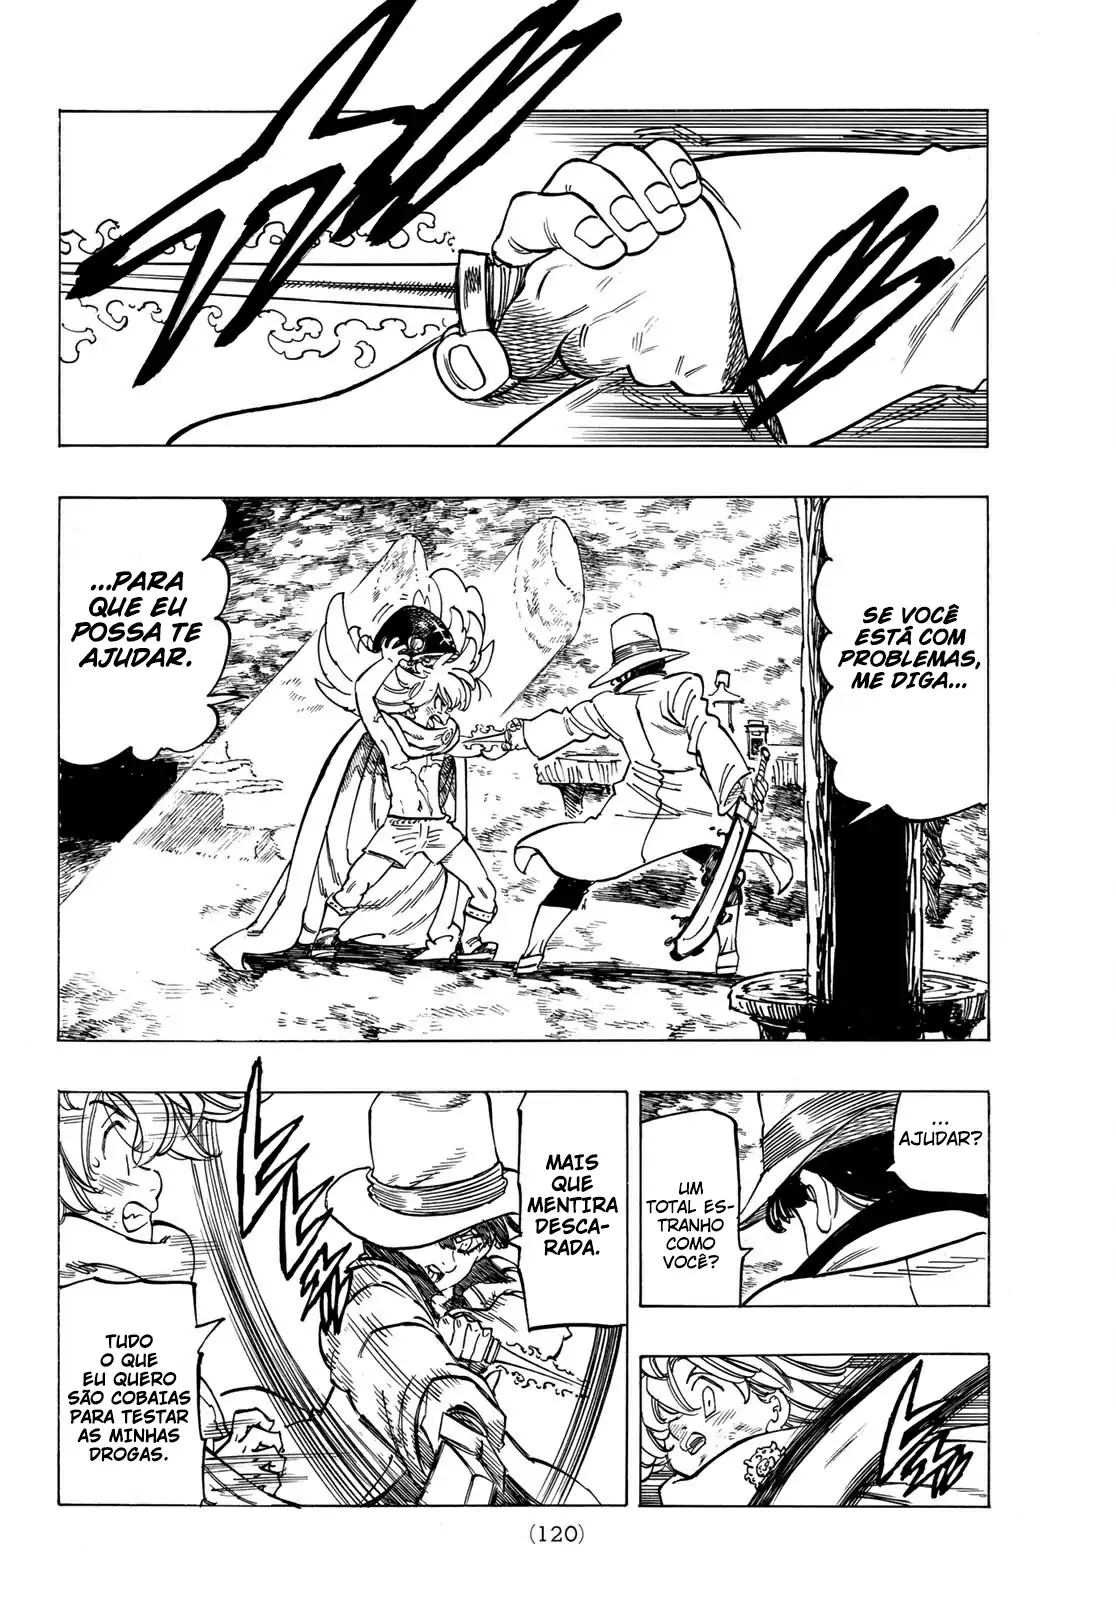 SE VOCÊ
ESTÁ COM
PROBLEMAS,
ME DIGA...
...PARA
QUE EU
POSSA TE
AJUDAR.
...
AJUDAR?
UM
TOTAL ES-
TRANHO
COMO
VOCÊ?
MAIS
QUE
MENTIRA
DESCA-
RADA.
TUDO
O QUE
EU QUERO
SÃO COBAIAS
PARA TESTAR
AS MINHAS
DROGAS.
(120)